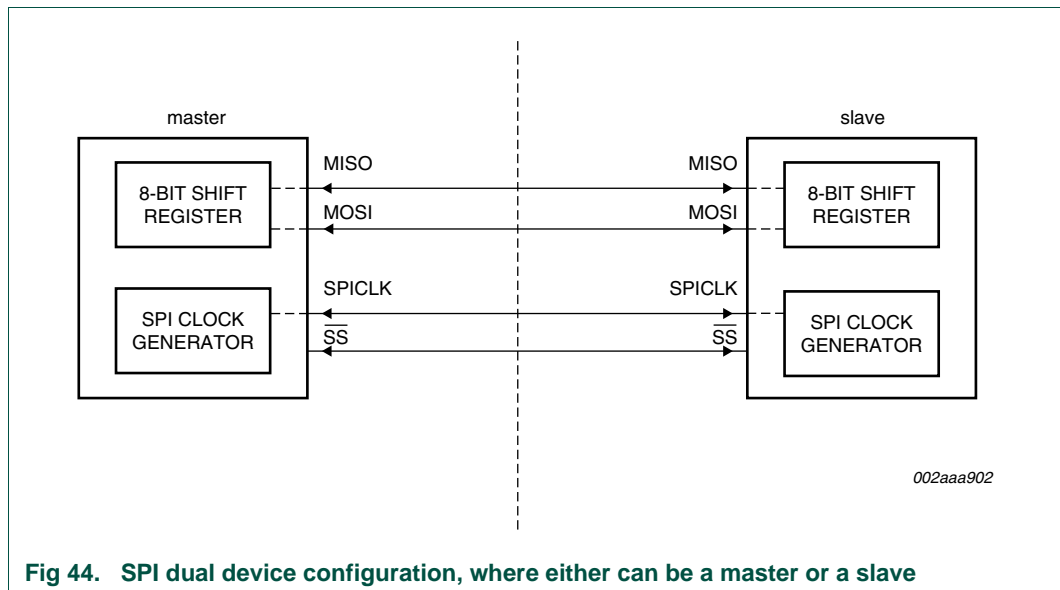 master
slave
MISO
MISO
8-BIT SHIFT
REGISTER
8-BIT SHIFT
REGISTER
MOSI
MOSI
SPICLK
SPICLK
SPI CLOCK
GENERATOR
SPI CLOCK
GENERATOR
SS
SS
002aaa902
Fig 44. SPI dual device configuration, where either can be a master or a slave